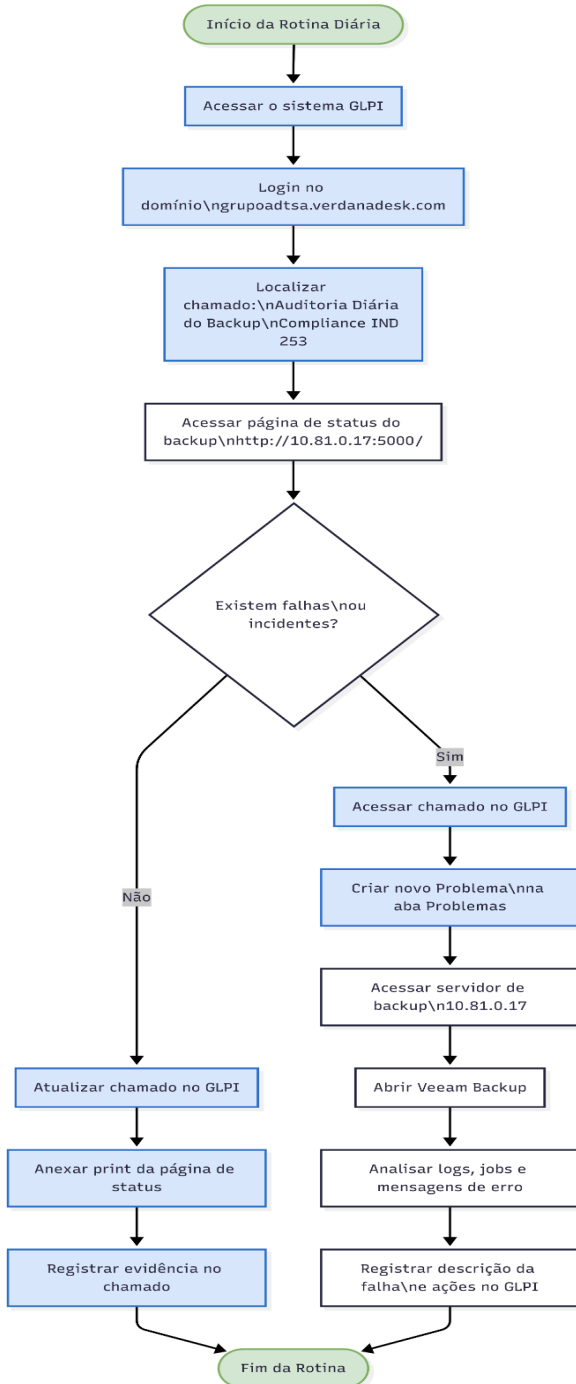 Início da Rotina Diária
Acessar o sistema GLPI
Login no
domínio\ngrupoadtsa.verdanadesk.com
Localizar
chamado:\nAuditoria Diária
do Backup\nCompliance IND
253
Acessar página de status do
backup\nhttp://10.81.0.17:5000/
Existem falhas\nou
incidentes?
Sim
Acessar chamado no GLPI
Criar novo Problema\nna
aba Problemas
Não
Acessar servidor de
backup\n10.81.0.17
Atualizar chamado no GLPI
Abrir Veeam Backup
Anexar print da página de
status
Analisar logs, jobs e
mensagens de erro
Registrar evidência no
chamado
Registrar descrição da
falha\ne ações no GLPI
Fim da Rotina